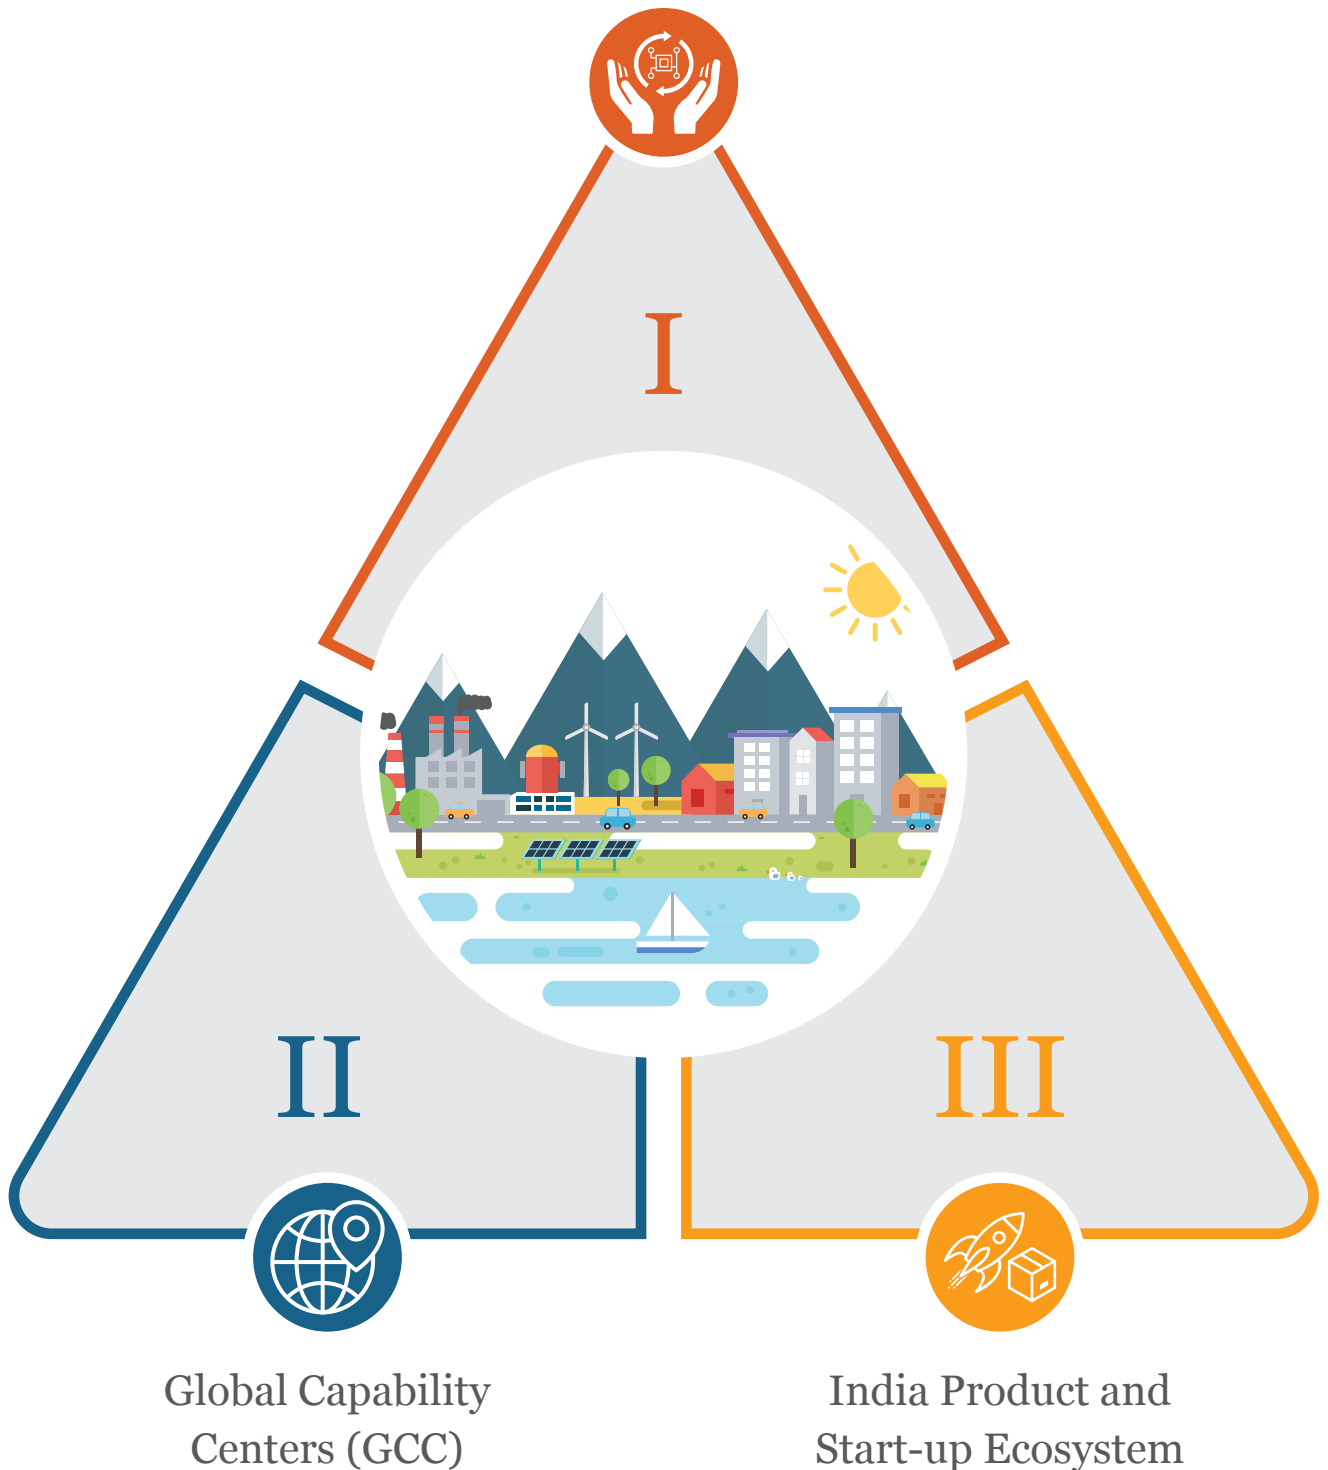 I
II
III
Global Capability
Centers (GCC)
India Product and
Start-up Ecosystem